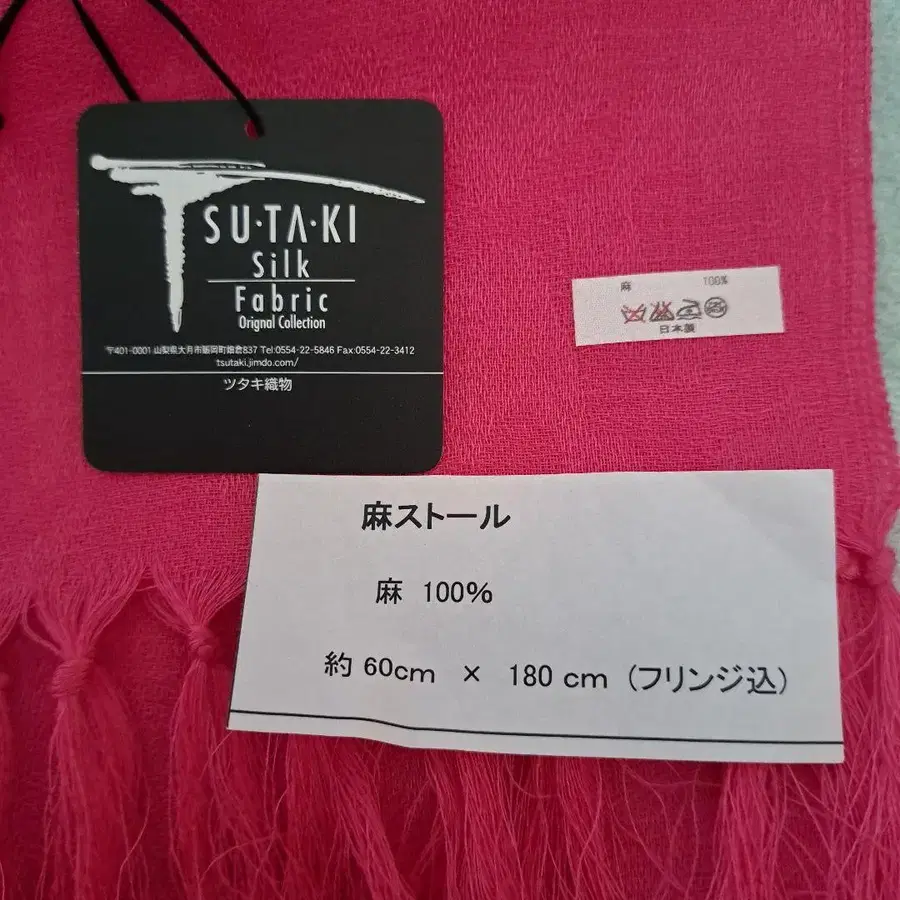 TSU・TA・KI
Silk
Fabric
Orignal Collection
〒401-0001 山梨県大月市賑岡町畑倉837 Tel:0554-22-5846 Fax:0554-22-3412
tsutaki.jimdo.com/
ツタキ織物
麻 100%
日本製
麻ストール
麻 100%
約 60cm × 180 cm (フリンジ込)